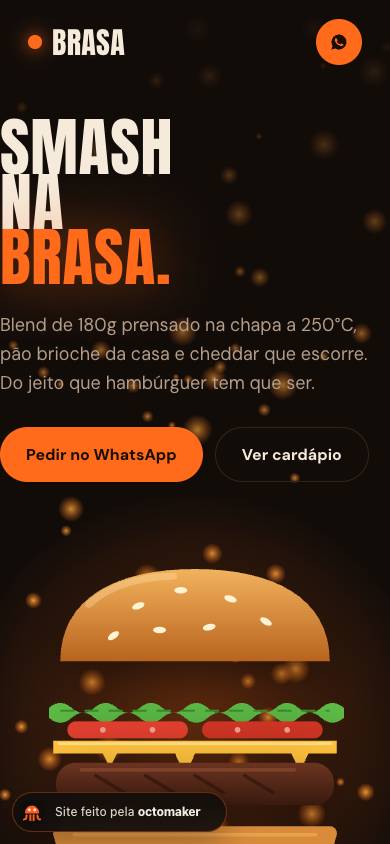 BRASA
SMASH
NA
BRASA.
Blend de 180g prensado na chapa a 250°C,
pão brioche da casa e cheddar que escorre.
Do jeito que hambúrguer tem que ser.
Pedir no WhatsApp
Ver cardápio
Site feito pela octomaker